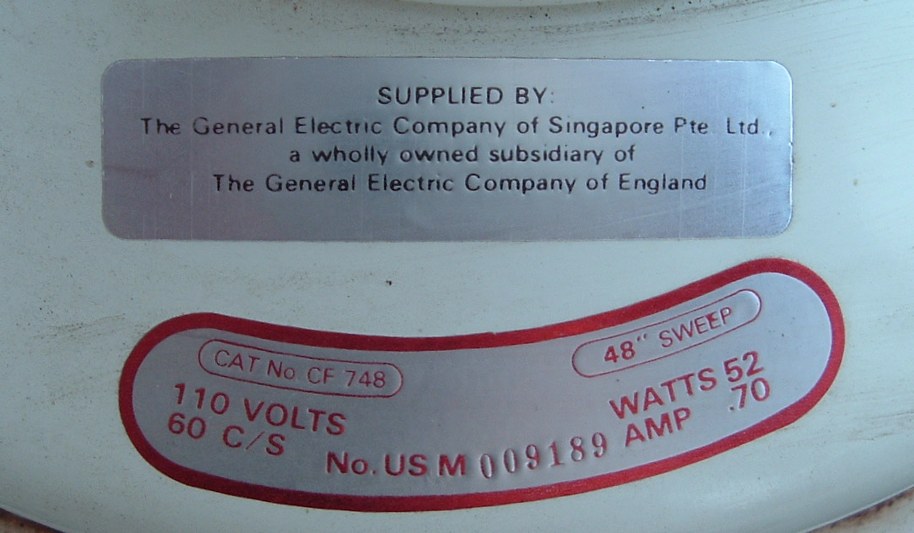 SUPPLIED BY:
The General Electric Company of Singapore Pte. Ltd.,
a wholly owned subsidiary of
The General Electric Company of England
CAT No. CF 748
48" SWEEP
110 VOLTS
60 C/S
WATTS 52
AMP .70
No. US M 009189